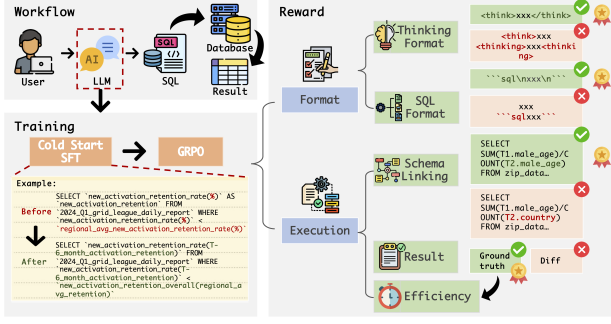 Workflow
User
AI
LLM
SQL
SQL
Database
Result
Training
Cold Start
SFT
GRPO
Example:
Before
SELECT `new_activation_retention_rate(%)` AS
`new_activation_retention` FROM
`2024_Q1_grid_league_daily_report` WHERE
`new_activation_retention_rate(%)` <
`regional_avg_new_activation_retention_rate(%)`
After
SELECT `new_activation_retention_rate(T-
6_month_activation_retention)` FROM
`2024_Q1_grid_league_daily_report` WHERE
`new_activation_retention_rate(T-
6_month_activation_retention)` <
`new_activation_retention_overall(regional_a
vg_retention)`
Reward
Format
Thinking
Format
<think>xxx</think>
<think>xxx
<thinking>xxx<thinki
ng>
SQL
Format
```sql\nxxx\n```
xxx
```sqlxxx```
Execution
Schema
Linking
SELECT
SUM(T1.male_age)/C
OUNT(T2.male_age)
FROM zip_data…
SELECT
SUM(T1.male_age)/C
OUNT(T2.country)
FROM zip_data…
Result
Ground
truth
Diff
Efficiency